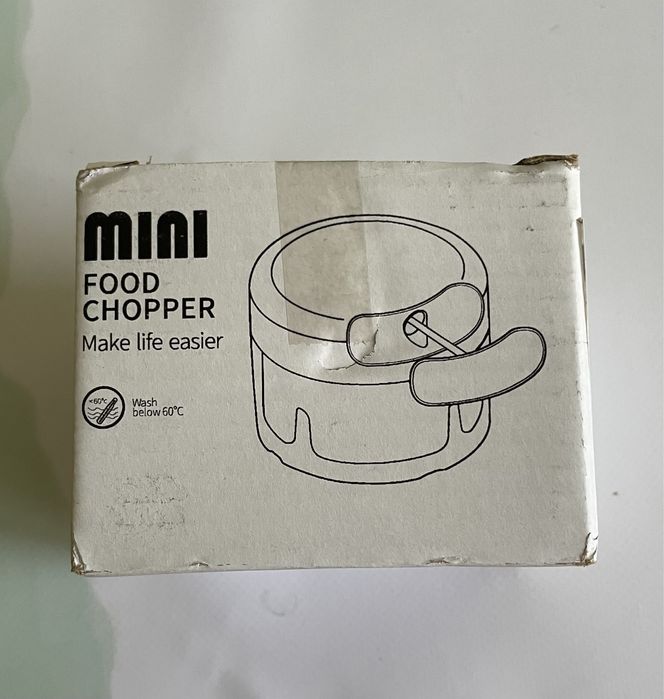 mini
FOOD
CHOPPER
Make life easier
<60°c
Wash
below 60°C